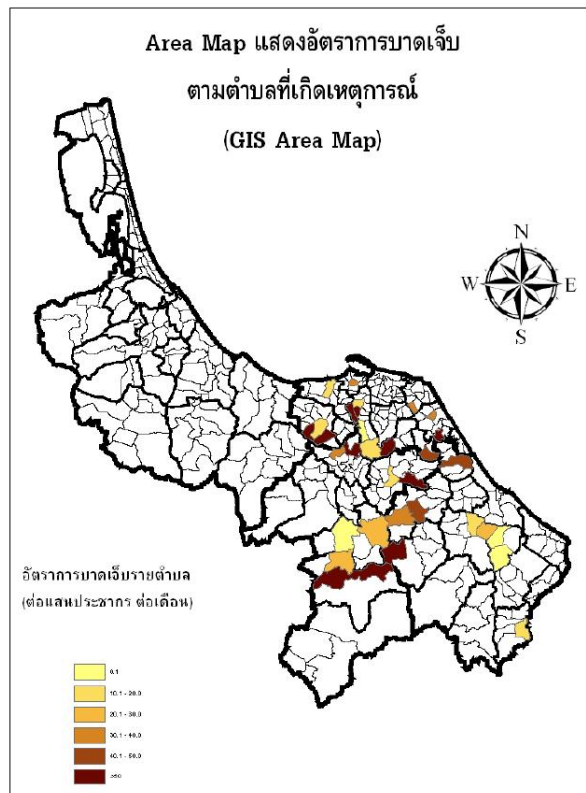 Area Map แสดงอัตราการบาดเจ็บ
ตามตำบลที่เกิดเหตุการณ์
(GIS Area Map)
N
W E
S
อัตราการบาดเจ็บรายตำบล
(ต่อแสนประชากร ต่อเดือน)
0.1
10.1 - 20.0
20.1 - 30.0
30.1 - 40.0
40.1 - 50.0
>50